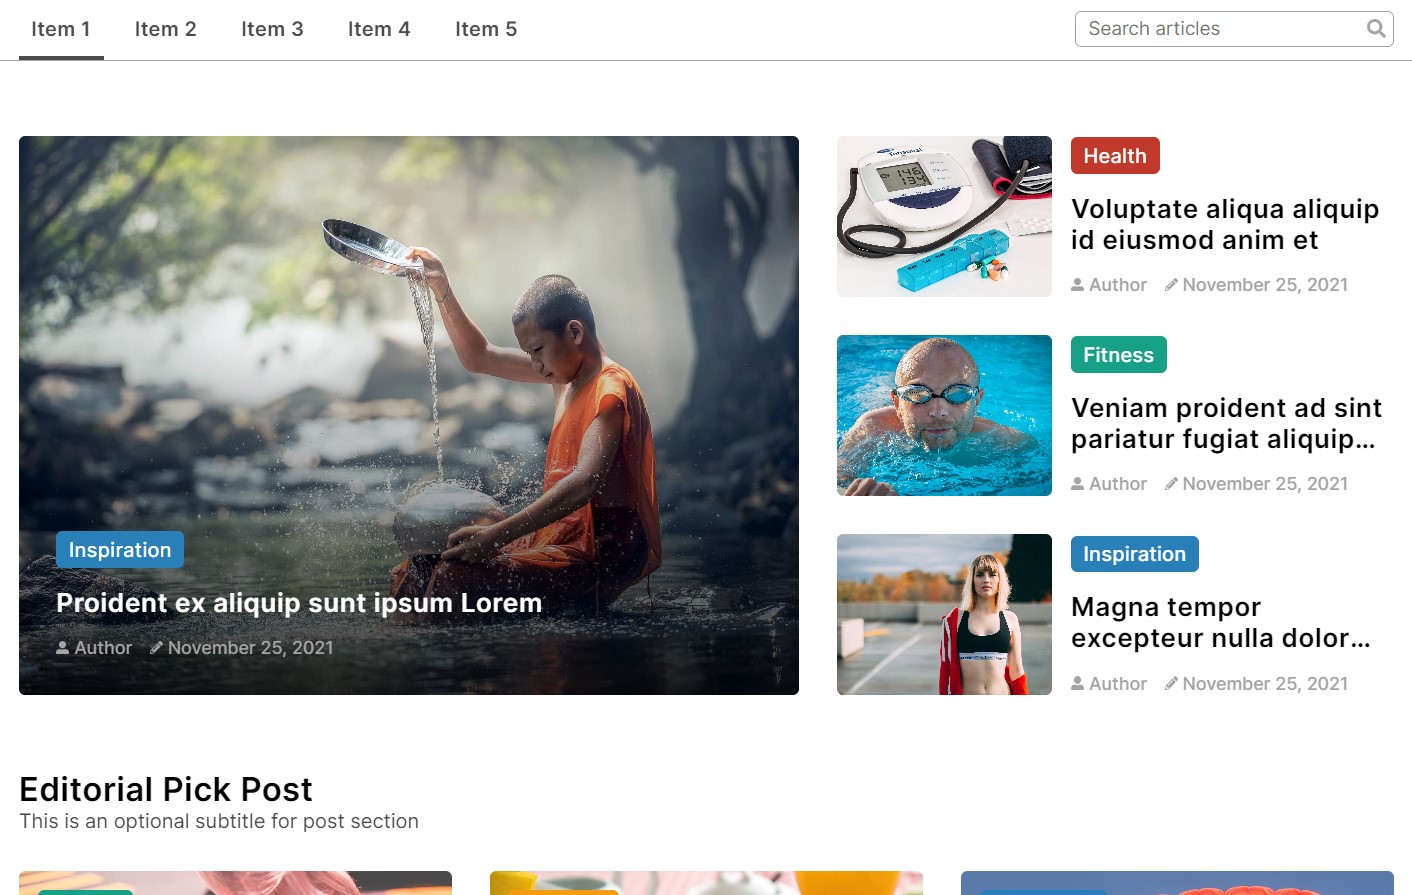 Item 1 Item 2 Item 3 Item 4 Item 5
Search articles
Inspiration
Proident ex aliquip sunt ipsum Lorem
Author November 25, 2021
146
134
Health
Voluptate aliqua aliquip
id eiusmod anim et
Author November 25, 2021
Fitness
Veniam proident ad sint
pariatur fugiat aliquip...
Author November 25, 2021
Inspiration
Magna tempor
excepteur nulla dolor...
Author November 25, 2021
Editorial Pick Post
This is an optional subtitle for post section